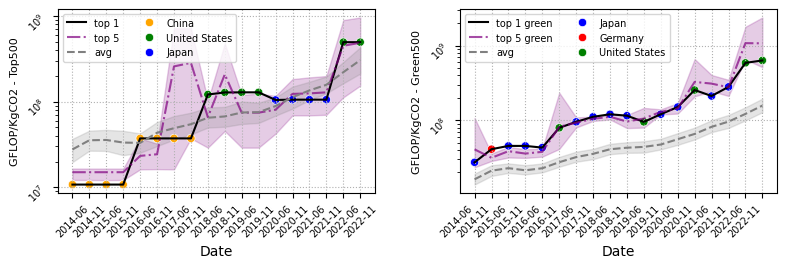 GFLOP/KgCO2 - Top500
10⁹
10⁸
10⁷
top 1
top 5
avg
China
United States
Japan
2014-06
2014-11
2015-06
2015-11
2016-06
2016-11
2017-06
2017-11
2018-06
2018-11
2019-06
2019-11
2020-06
2020-11
2021-06
2021-11
2022-06
2022-11
Date
GFLOP/KgCO2 - Green500
10⁹
10⁸
top 1 green
top 5 green
avg
Japan
Germany
United States
2014-06
2014-11
2015-06
2015-11
2016-06
2016-11
2017-06
2017-11
2018-06
2018-11
2019-06
2019-11
2020-06
2020-11
2021-06
2021-11
2022-06
2022-11
Date